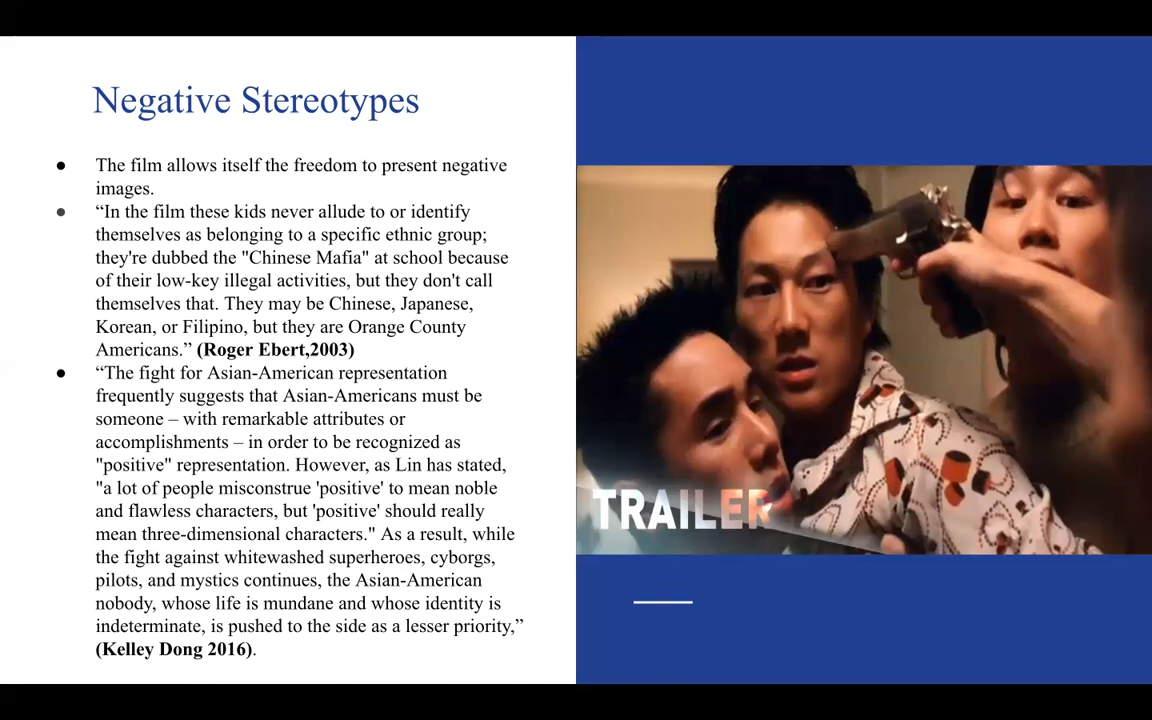 Negative Stereotypes
● The film allows itself the freedom to present negative
images.
● “In the film these kids never allude to or identify
themselves as belonging to a specific ethnic group;
they're dubbed the "Chinese Mafia" at school because
of their low-key illegal activities, but they don't call
themselves that. They may be Chinese, Japanese,
Korean, or Filipino, but they are Orange County
Americans.” (Roger Ebert,2003)
● “The fight for Asian-American representation
frequently suggests that Asian-Americans must be
someone – with remarkable attributes or
accomplishments – in order to be recognized as
"positive" representation. However, as Lin has stated,
"a lot of people misconstrue 'positive' to mean noble
and flawless characters, but 'positive' should really
mean three-dimensional characters." As a result, while
the fight against whitewashed superheroes, cyborgs,
pilots, and mystics continues, the Asian-American
nobody, whose life is mundane and whose identity is
indeterminate, is pushed to the side as a lesser priority,”
(Kelley Dong 2016).
TRAILER